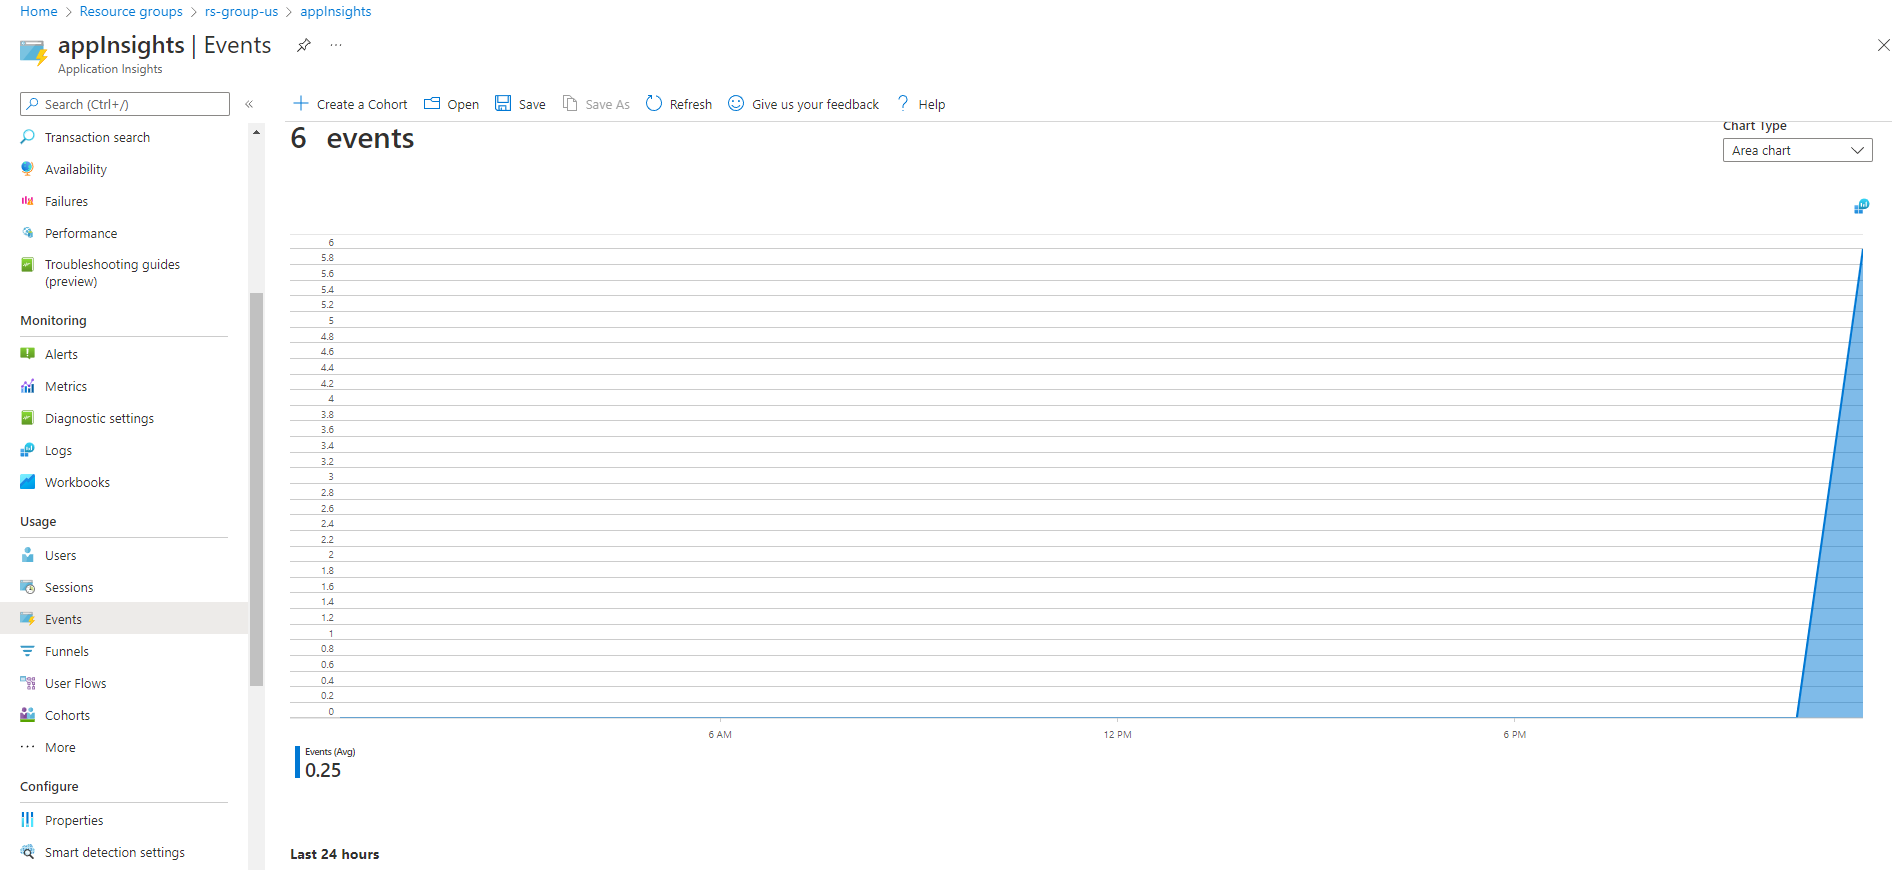 Home > Resource groups > rs-group-us > appInsights
appInsights | Events
Application Insights
Search (Ctrl+/)
Transaction search
Availability
Failures
Performance
Troubleshooting guides
(preview)
Monitoring
Alerts
Metrics
Diagnostic settings
Logs
Workbooks
Usage
Users
Sessions
Events
Funnels
User Flows
Cohorts
More
Configure
Properties
Smart detection settings
Create a Cohort Open Save Save As Refresh Give us your feedback Help
6 events
Chart Type
Area chart
6
5.8
5.6
5.4
5.2
5
4.8
4.6
4.4
4.2
4
3.8
3.6
3.4
3.2
3
2.8
2.6
2.4
2.2
2
1.8
1.6
1.4
1.2
1
0.8
0.6
0.4
0.2
0
6 AM 12 PM 6 PM
Events (Avg)
0.25
Last 24 hours